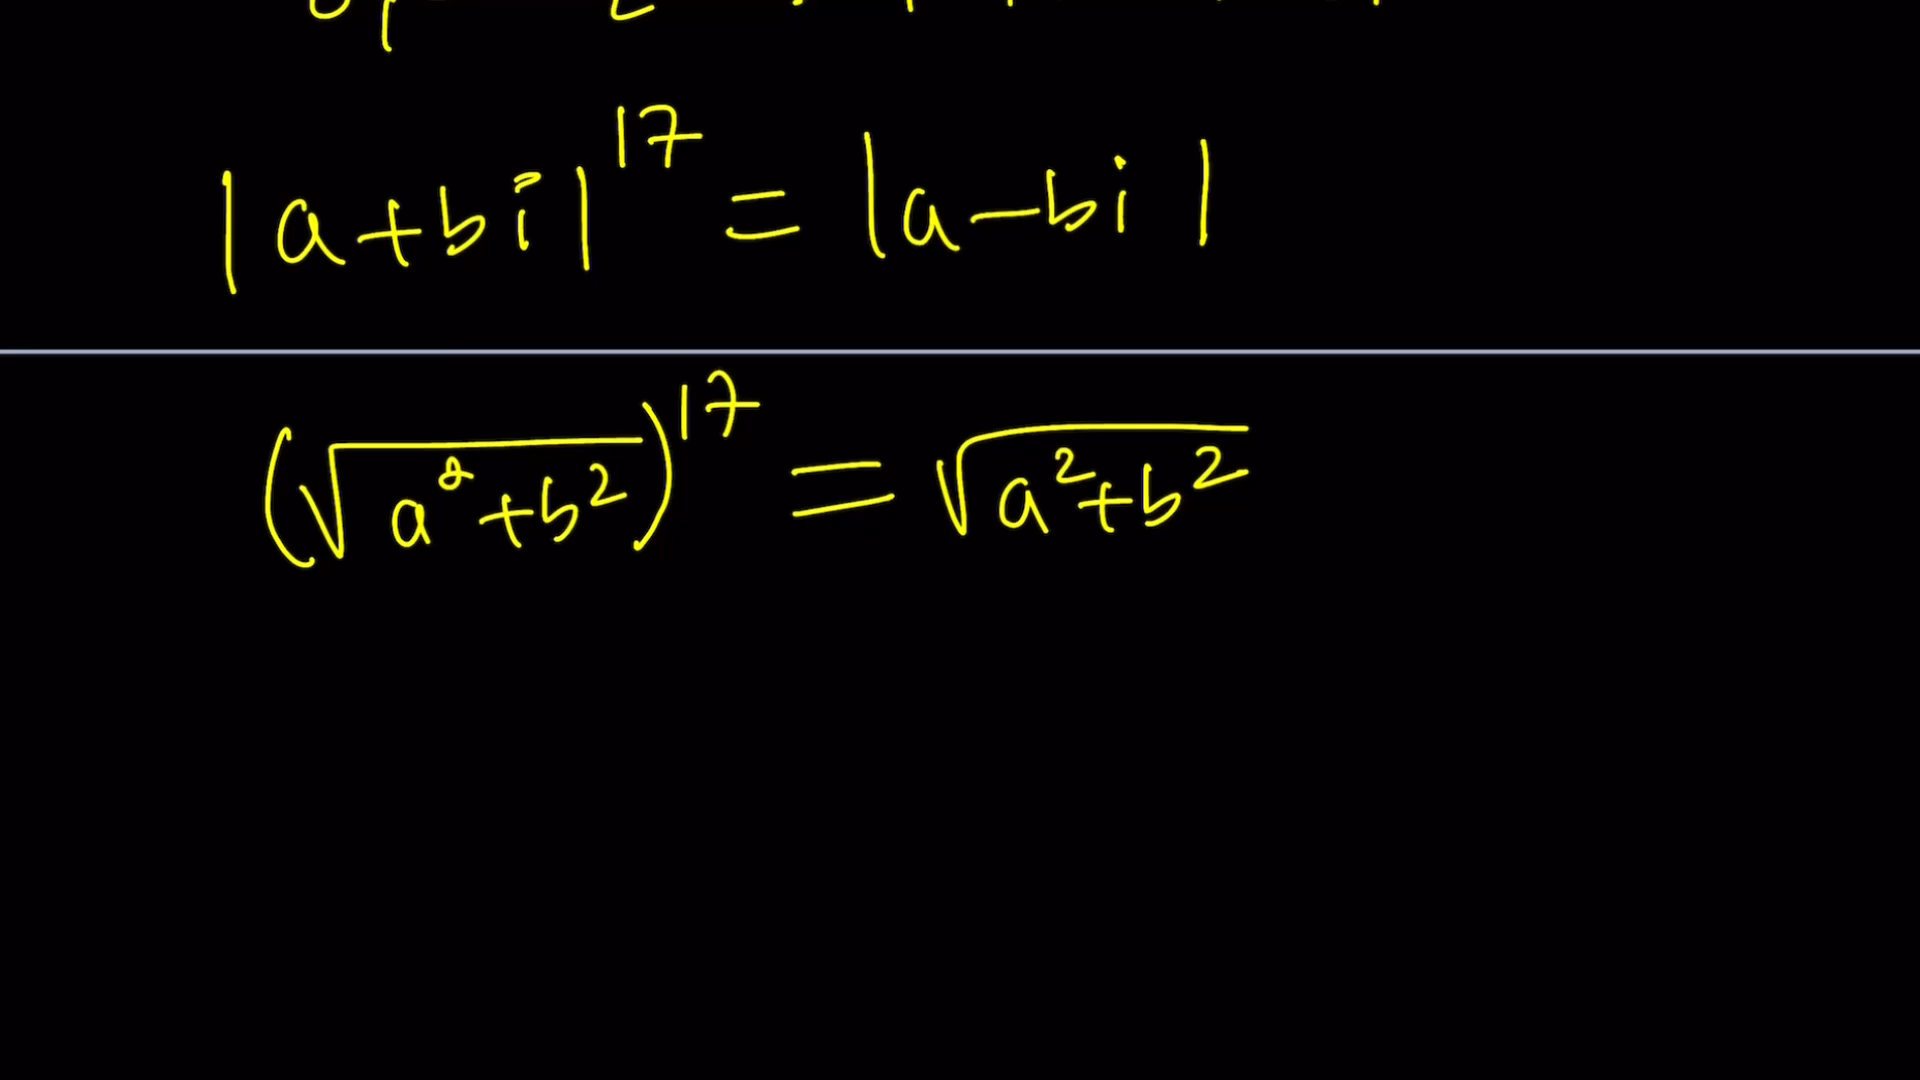 |a+bi|¹⁷ = |a−bi|
(√(a²+b²))¹⁷ = √(a²+b²)